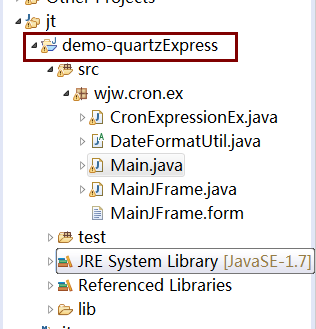 Other Projects
jt
demo-quartzExpress
src
wjw.cron.ex
CronExpressionEx.java
DateFormatUtil.java
Main.java
MainJFrame.java
MainJFrame.form
test
JRE System Library [JavaSE-1.7]
Referenced Libraries
lib